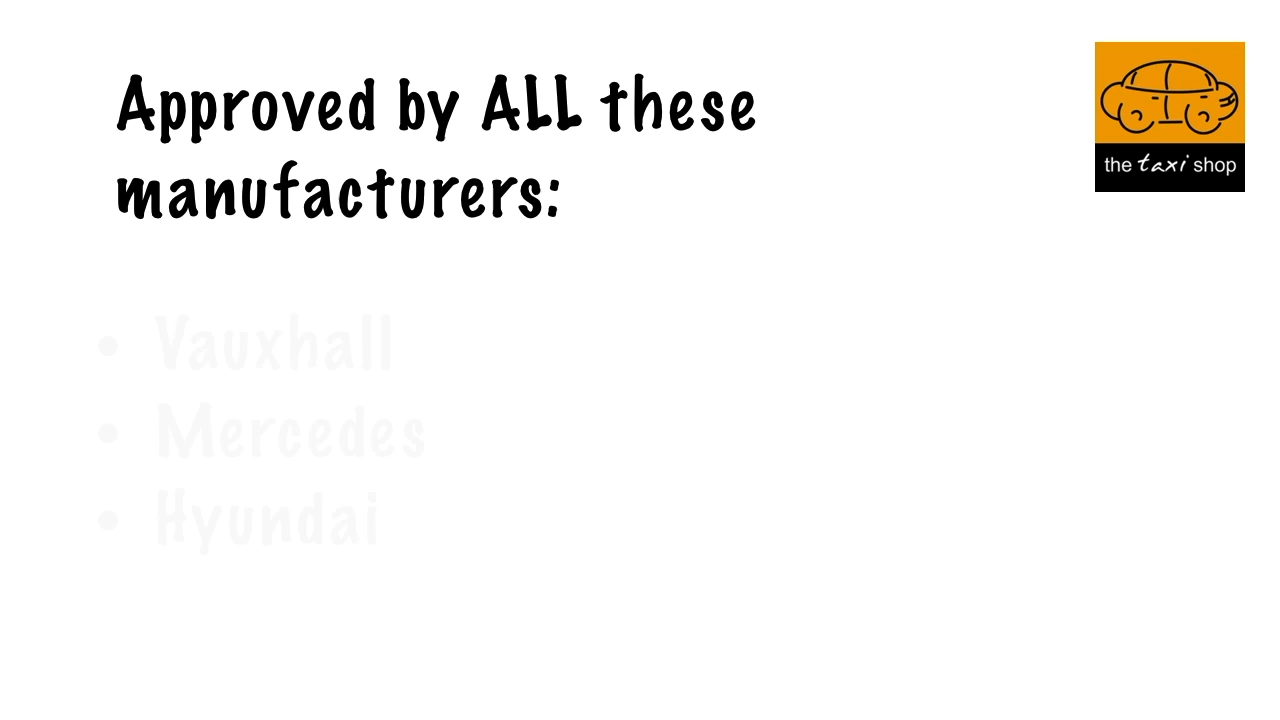 Approved by ALL these
manufacturers:
• Vauxhall
• Mercedes
• Hyundai
the taxi shop